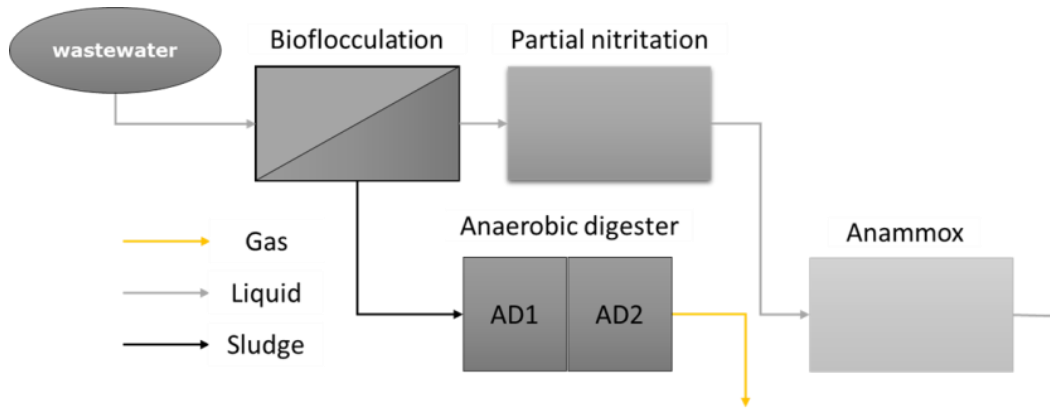 wastewater
Bioflocculation
Partial nitritation
Anaerobic digester
AD1
AD2
Anammox
Gas
Liquid
Sludge